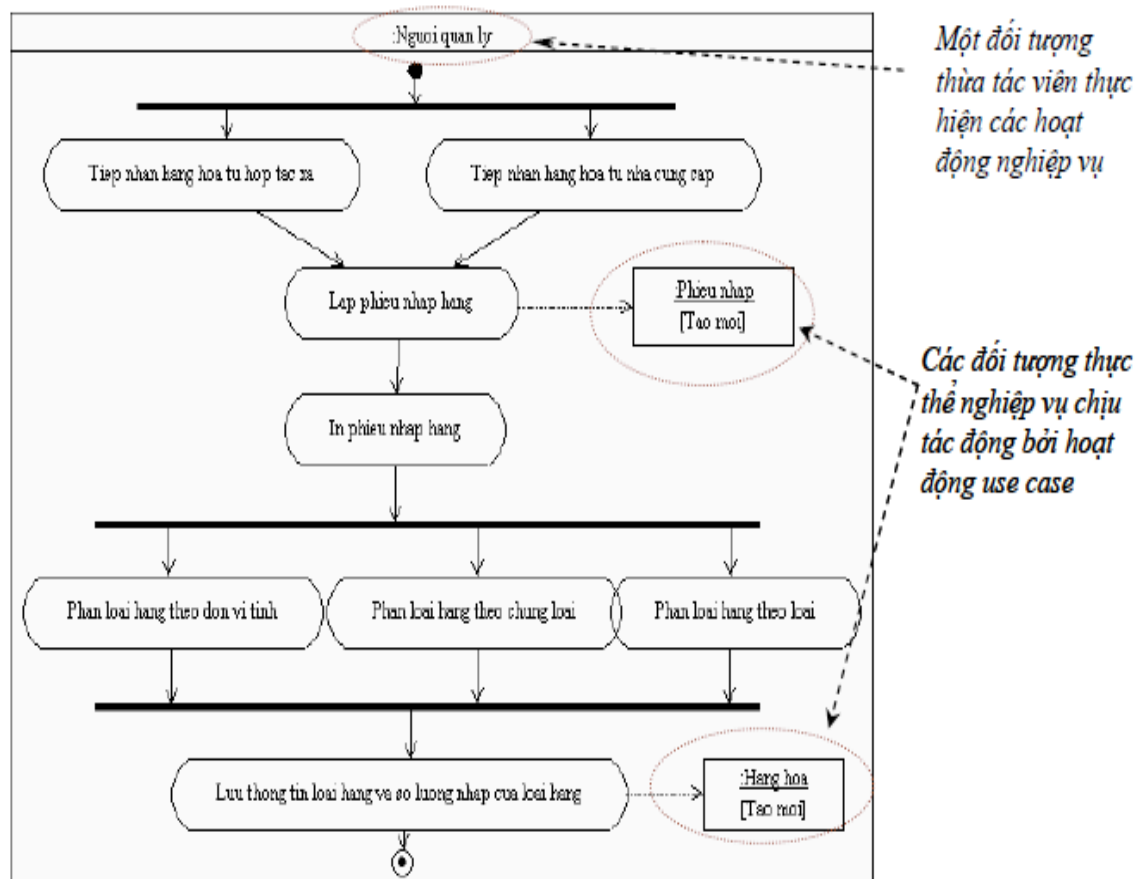 :Nguoi quan ly
Một đối tượng
thừa tác viên thực
hiện các hoạt
động nghiệp vụ
Tiep nhan hang hoa tu hop tac xa
Tiep nhan hang hoa tu nha cung cap
Lap phieu nhap hang
:Phieu nhap
[Tao moi]
Các đối tượng thực
thể nghiệp vụ chịu
tác động bởi hoạt
động use case
In phieu nhap hang
Phan loai hang theo don vi tinh
Phan loai hang theo chung loai
Phan loai hang theo loai
Luu thong tin loai hang va so luong nhap cua loai hang
:Hang hoa
[Tao moi]